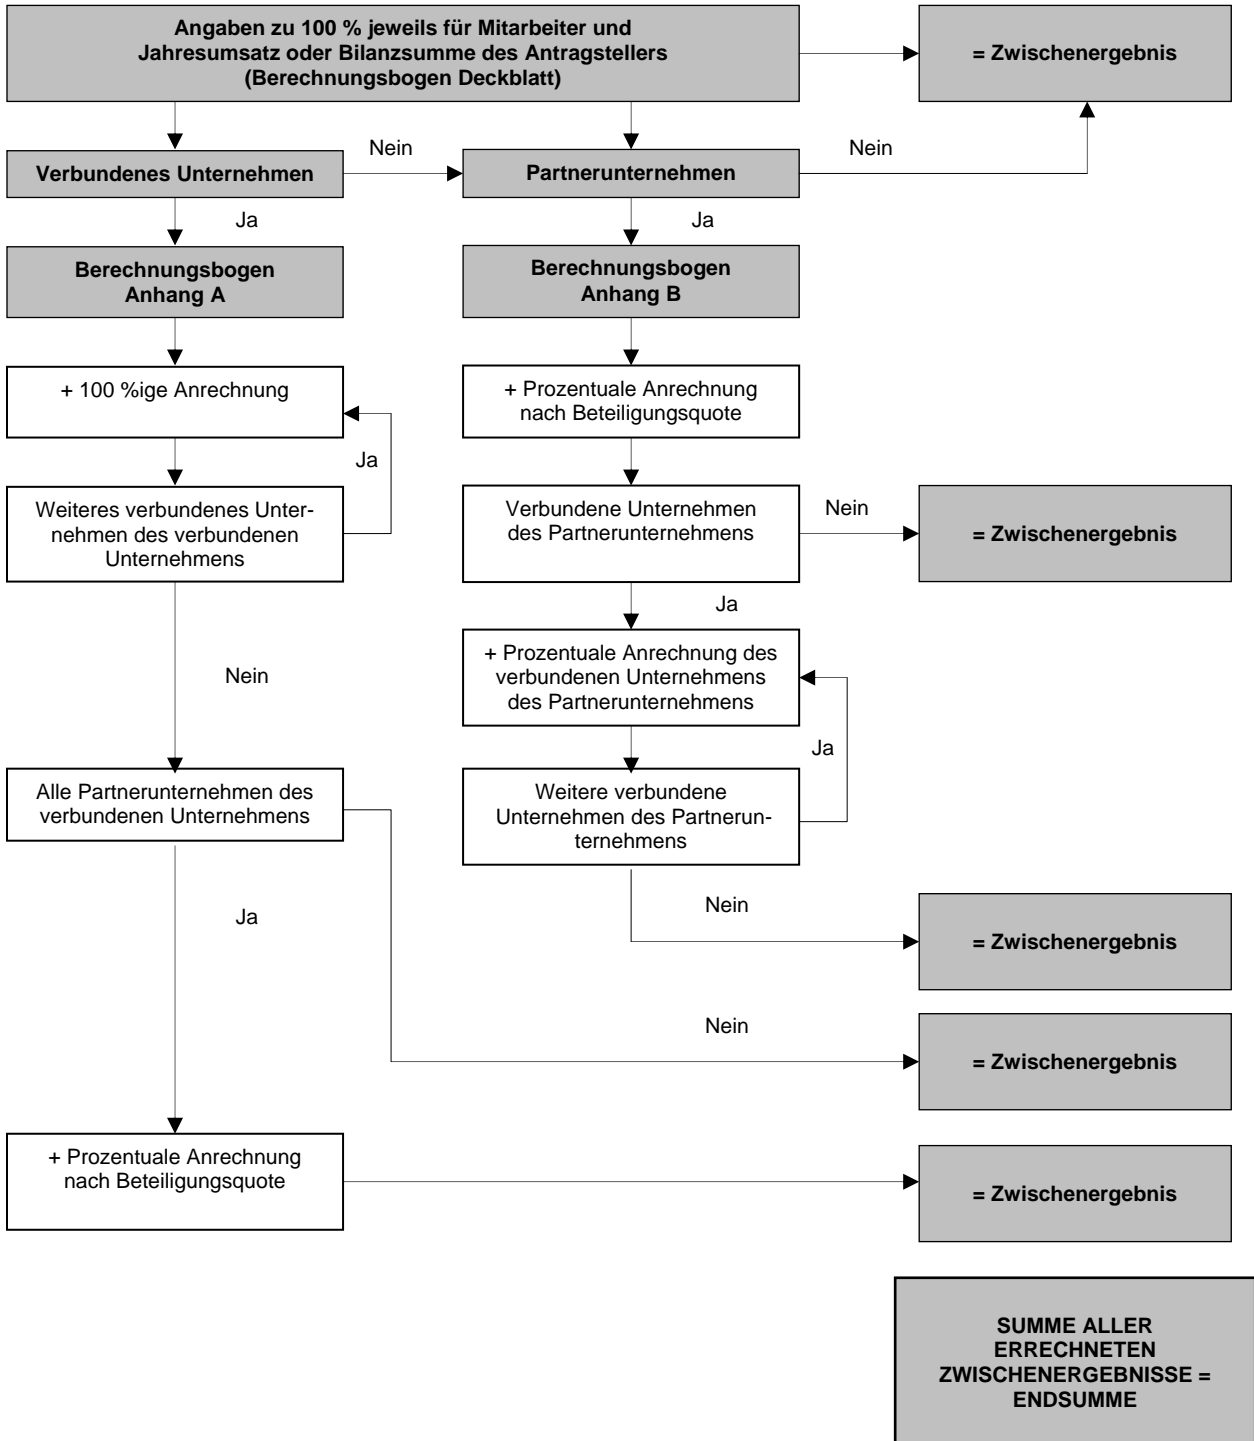 Angaben zu 100 % jeweils für Mitarbeiter und
Jahresumsatz oder Bilanzsumme des Antragstellers
(Berechnungsbogen Deckblatt)
= Zwischenergebnis
Verbundenes Unternehmen
Nein
Partnerunternehmen
Nein
Ja
Ja
Berechnungsbogen
Anhang A
Berechnungsbogen
Anhang B
+ 100 %ige Anrechnung
+ Prozentuale Anrechnung
nach Beteiligungsquote
Ja
Weiteres verbundenes Unter-
nehmen des verbundenen
Unternehmens
Verbundene Unternehmen
des Partnerunternehmens
Nein
= Zwischenergebnis
Ja
Nein
+ Prozentuale Anrechnung des
verbundenen Unternehmens
des Partnerunternehmens
Ja
Alle Partnerunternehmen des
verbundenen Unternehmens
Weitere verbundene
Unternehmen des Partnerun-
ternehmens
Nein
Ja
= Zwischenergebnis
Nein
= Zwischenergebnis
+ Prozentuale Anrechnung
nach Beteiligungsquote
= Zwischenergebnis
SUMME ALLER
ERRECHNETEN
ZWISCHENERGEBNISSE =
ENDSUMME